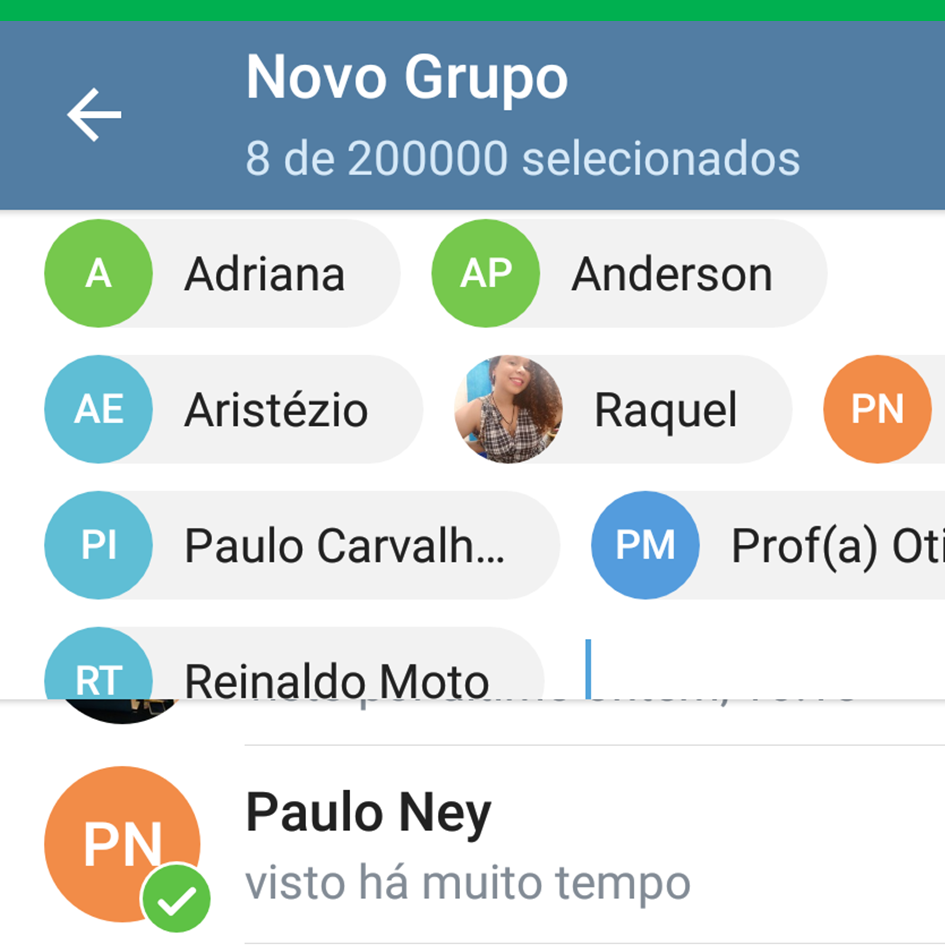 Novo Grupo
8 de 200000 selecionados
A Adriana AP Anderson
AE Aristézio Raquel PN
PI Paulo Carvalh... PM Prof(a) Oti
RT Reinaldo Moto
PN Paulo Ney
visto há muito tempo